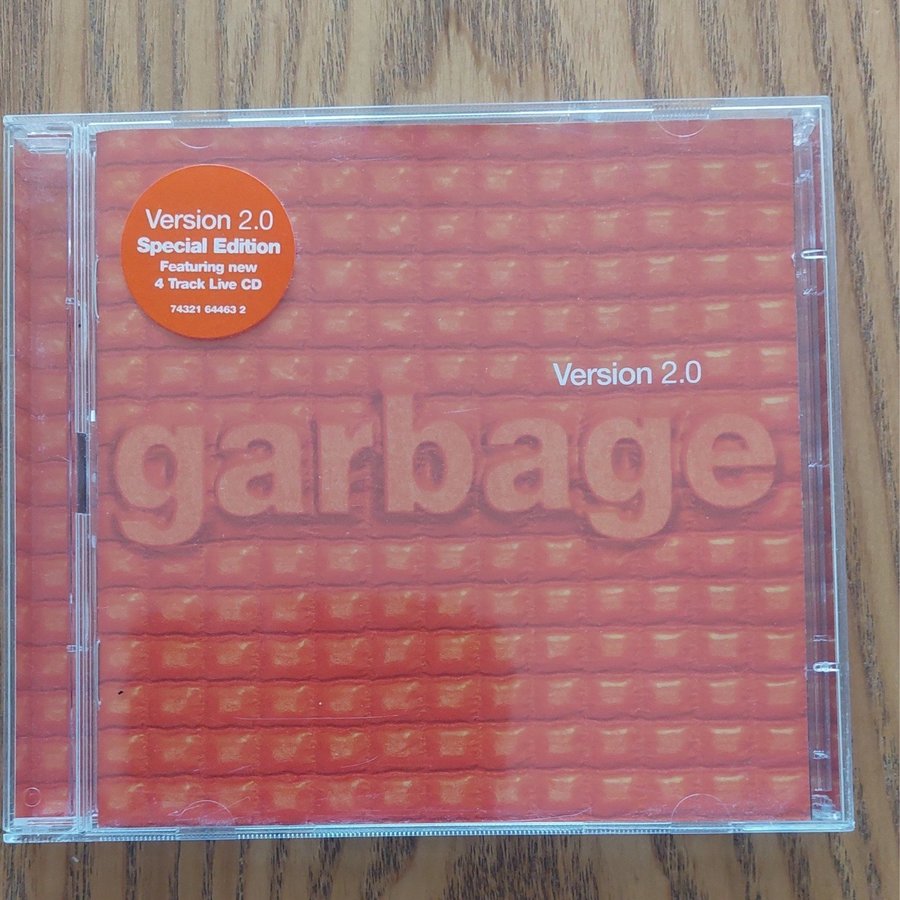 Version 2.0
Special Edition
Featuring new
4 Track Live CD
74321 64463 2
Version 2.0
garbage